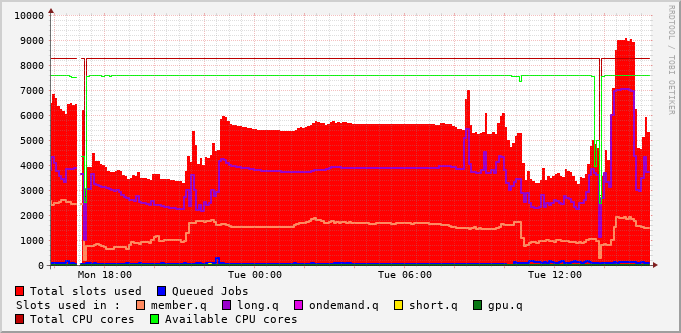 10000
9000
8000
7000
6000
5000
4000
3000
2000
1000
0
Mon 18:00 Tue 00:00 Tue 06:00 Tue 12:00
RRDTOOL / TOBI OETIKER
Total slots used Queued Jobs
Slots used in : member.q long.q ondemand.q short.q gpu.q
Total CPU cores Available CPU cores